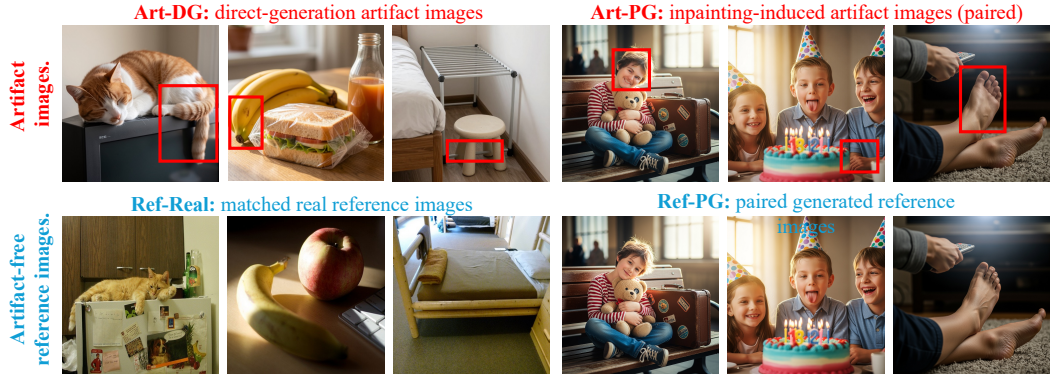 Art-DG: direct-generation artifact images
Art-PG: inpainting-induced artifact images (paired)
Artifact
images.
Ref-Real: matched real reference images
Ref-PG: paired generated reference
images
Artifact-free
reference images.